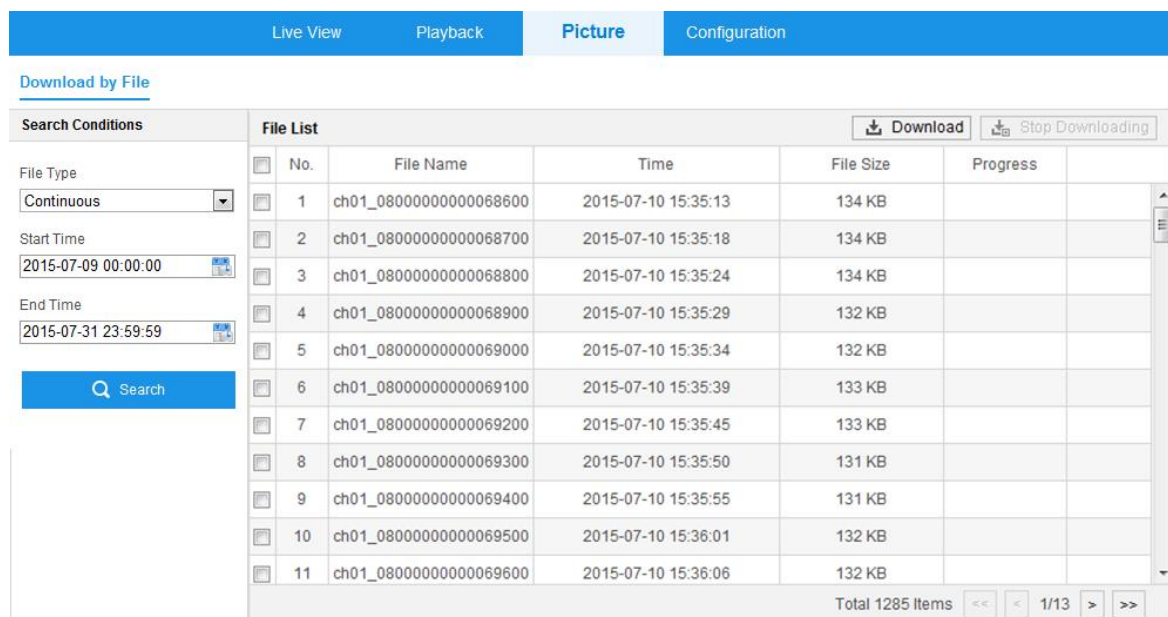 Live View Playback Picture Configuration
Download by File
Search Conditions
File Type
Continuous
Start Time
2015-07-09 00:00:00
End Time
2015-07-31 23:59:59
Search
File List Download Stop Downloading
No. File Name Time File Size Progress
1 ch01_08000000000068600 2015-07-10 15:35:13 134 KB
2 ch01_08000000000068700 2015-07-10 15:35:18 134 KB
3 ch01_08000000000068800 2015-07-10 15:35:24 134 KB
4 ch01_08000000000068900 2015-07-10 15:35:29 132 KB
5 ch01_08000000000069000 2015-07-10 15:35:34 132 KB
6 ch01_08000000000069100 2015-07-10 15:35:39 133 KB
7 ch01_08000000000069200 2015-07-10 15:35:45 133 KB
8 ch01_08000000000069300 2015-07-10 15:35:50 131 KB
9 ch01_08000000000069400 2015-07-10 15:35:55 131 KB
10 ch01_08000000000069500 2015-07-10 15:36:01 132 KB
11 ch01_08000000000069600 2015-07-10 15:36:06 132 KB
Total 1285 Items << < 1/13 > >>